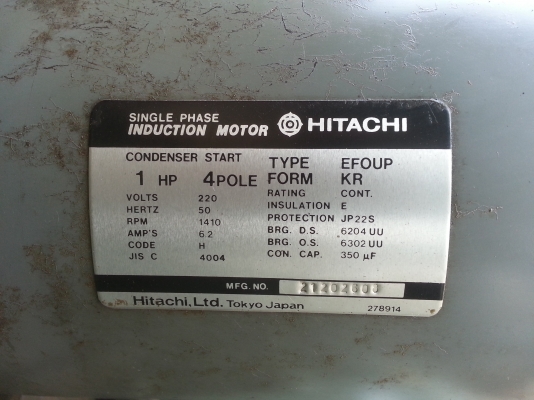 SINGLE PHASE
INDUCTION MOTOR HITACHI
CONDENSER START
1 HP 4 POLE
VOLTS 220
HERTZ 50
RPM 1410
AMP'S 6.2
CODE H
JIS C 4004
TYPE EFOUP
FORM KR
RATING CONT.
INSULATION E
PROTECTION JP22S
BRG. D.S. 6204UU
BRG. O.S. 6302UU
CON. CAP. 350 µF
MFG. NO.
Hitachi, Ltd. Tokyo Japan
278914